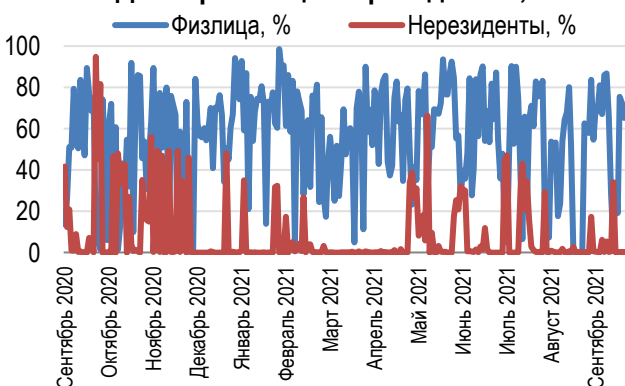 Физлица, %
Нерезиденты, %
100
80
60
40
20
0
Сентябрь 2020
Октябрь 2020
Ноябрь 2020
Декабрь 2020
Январь 2021
Февраль 2021
Март 2021
Апрель 2021
Май 2021
Июнь 2021
Июль 2021
Август 2021
Сентябрь 2021